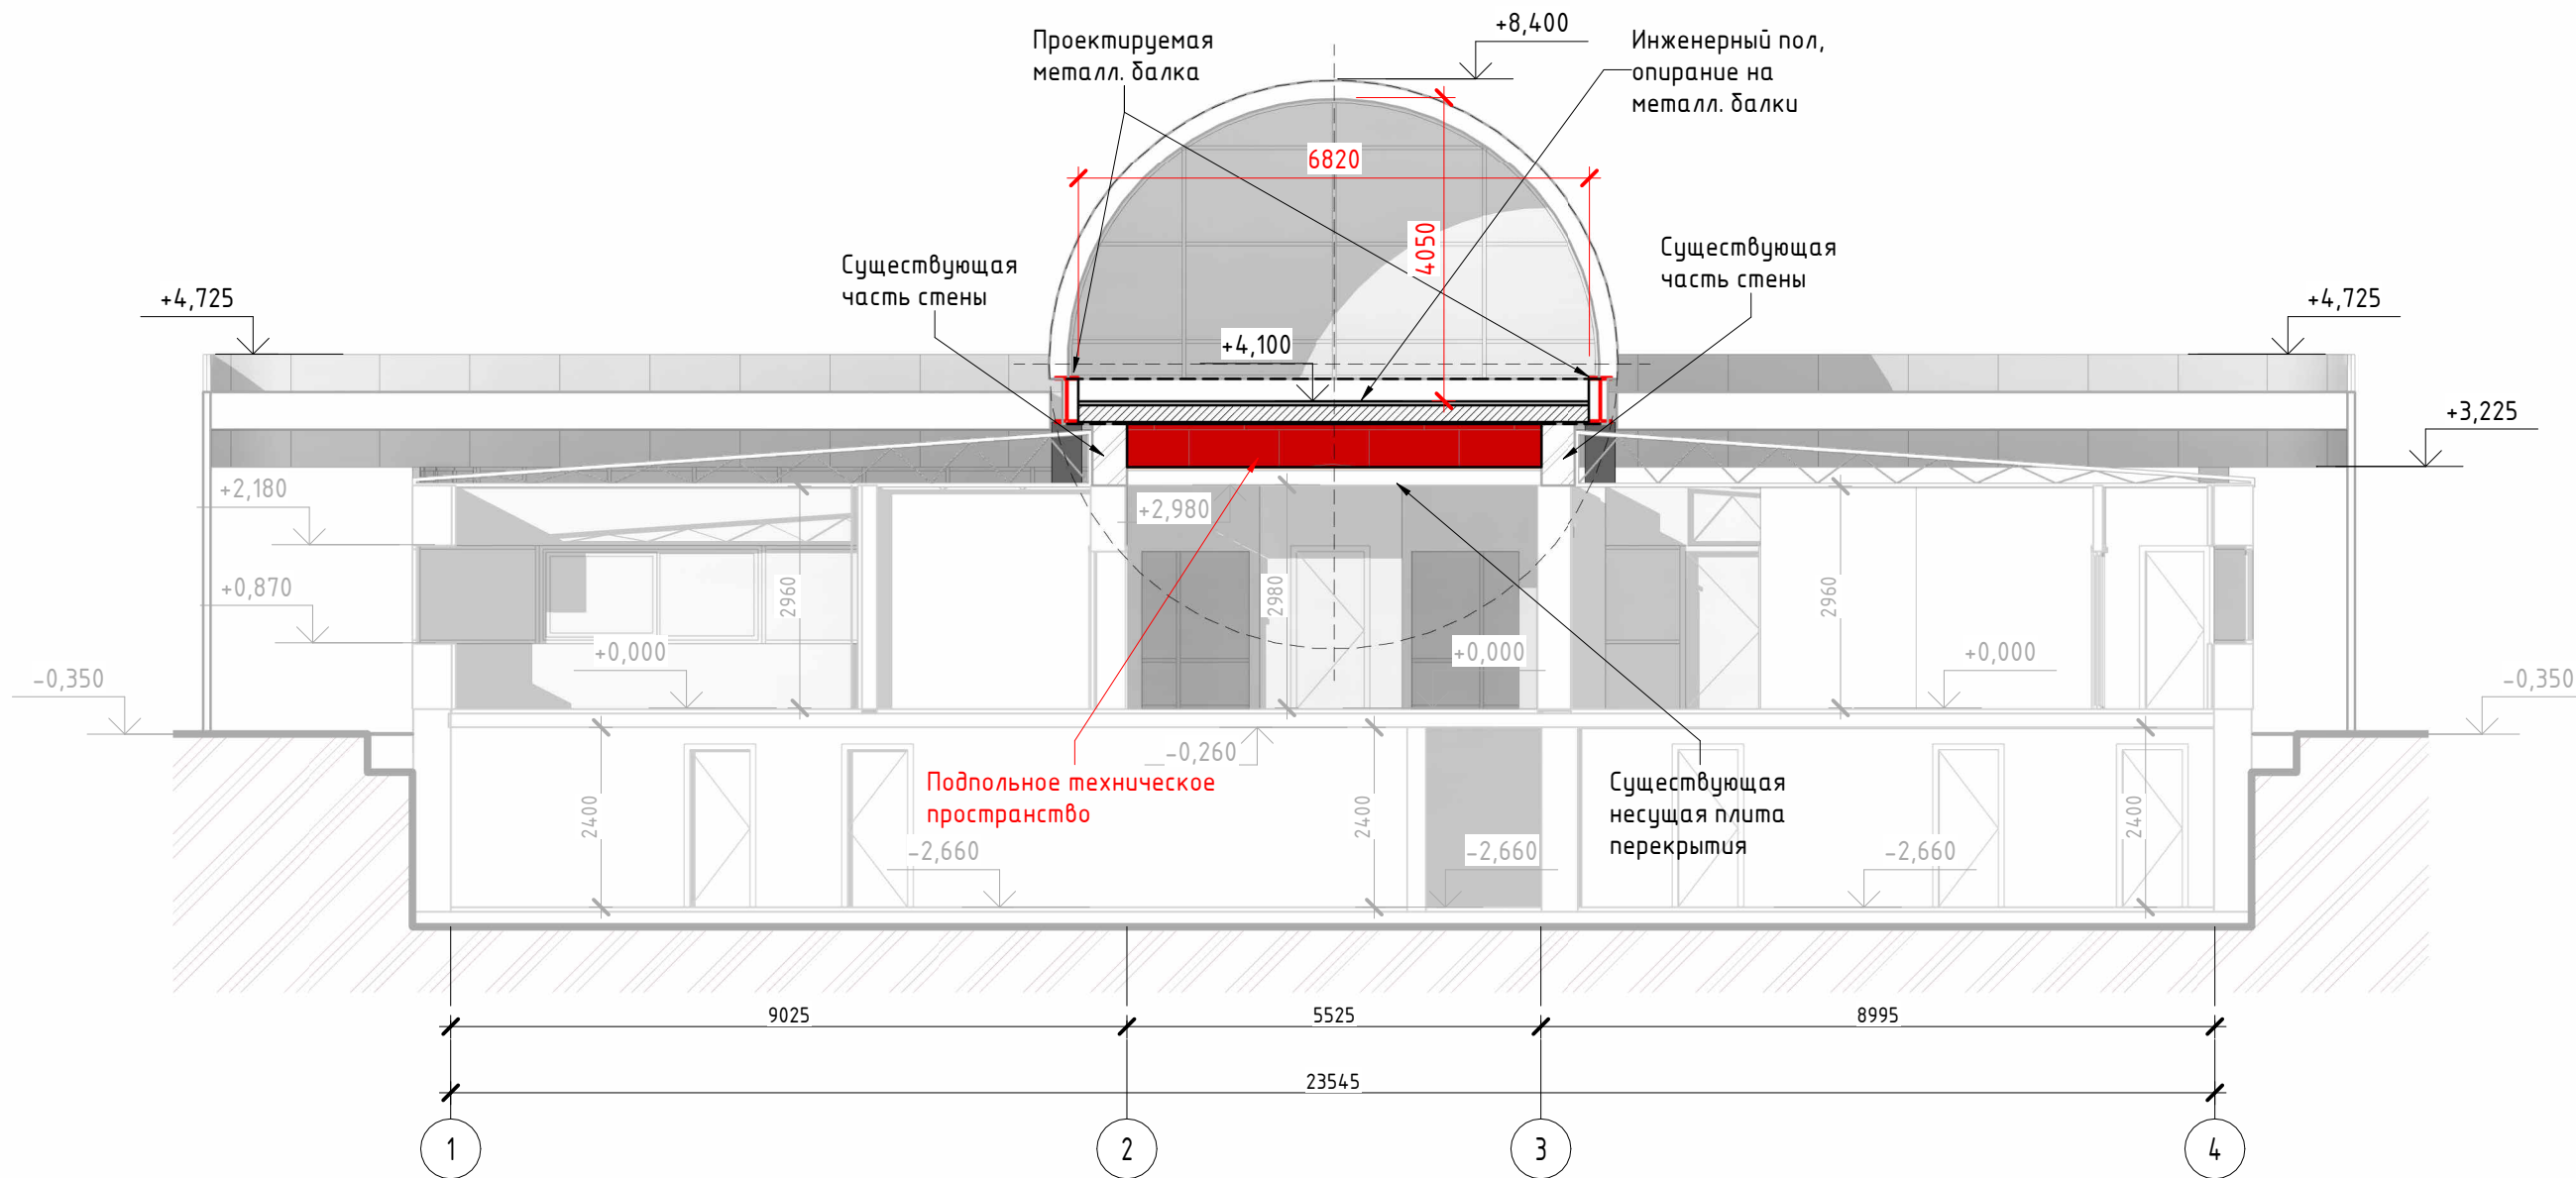 +8,400
Проектируемая
металл. балка
Инженерный пол,
опирание на
металл. балки
6820
4050
Существующая
часть стены
Существующая
часть стены
+4,725
+4,725
+4,100
+3,225
+2,180
+2,980
+0,870
2960
2980
2960
+0,000
+0,000
+0,000
-0,350
-0,350
-0,260
Подпольное техническое
пространство
Существующая
несущая плита
перекрытия
2400
2400
2400
-2,660
-2,660
-2,660
9025
5525
8995
23545
1
2
3
4